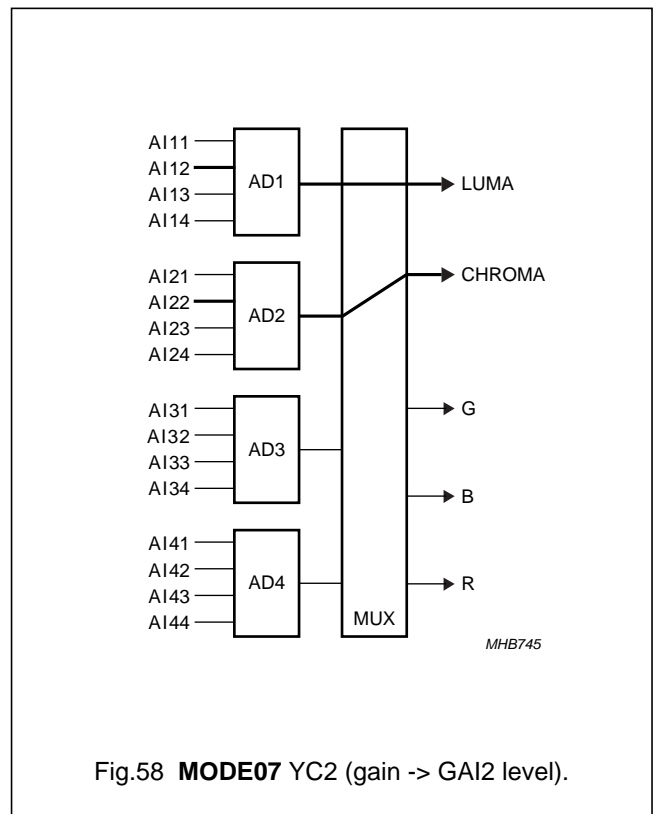 AI11
AI12
AI13
AI14
AD1
LUMA
AI21
AI22
AI23
AI24
AD2
CHROMA
AI31
AI32
AI33
AI34
AD3
G
B
AI41
AI42
AI43
AI44
AD4
R
MUX
MHB745
Fig.58 MODE07 YC2 (gain -> GAI2 level).